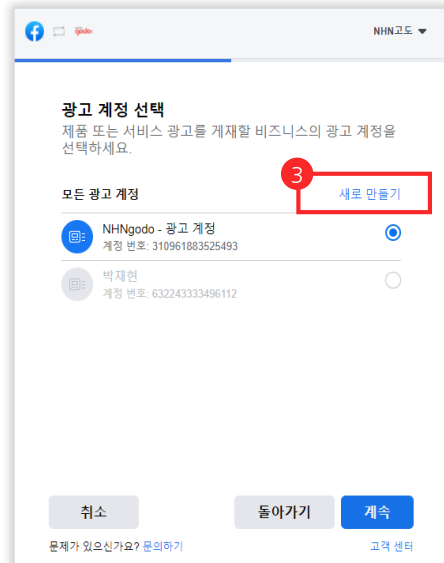 godo
NHN고도
광고 계정 선택
제품 또는 서비스 광고를 게재할 비즈니스의 광고 계정을
선택하세요.
3
모든 광고 계정 새로 만들기
NHNgodo - 광고 계정
계정 번호: 310961883525493
박재현
계정 번호: 632243333496112
취소 돌아가기 계속
문제가 있으신가요? 문의하기 고객 센터